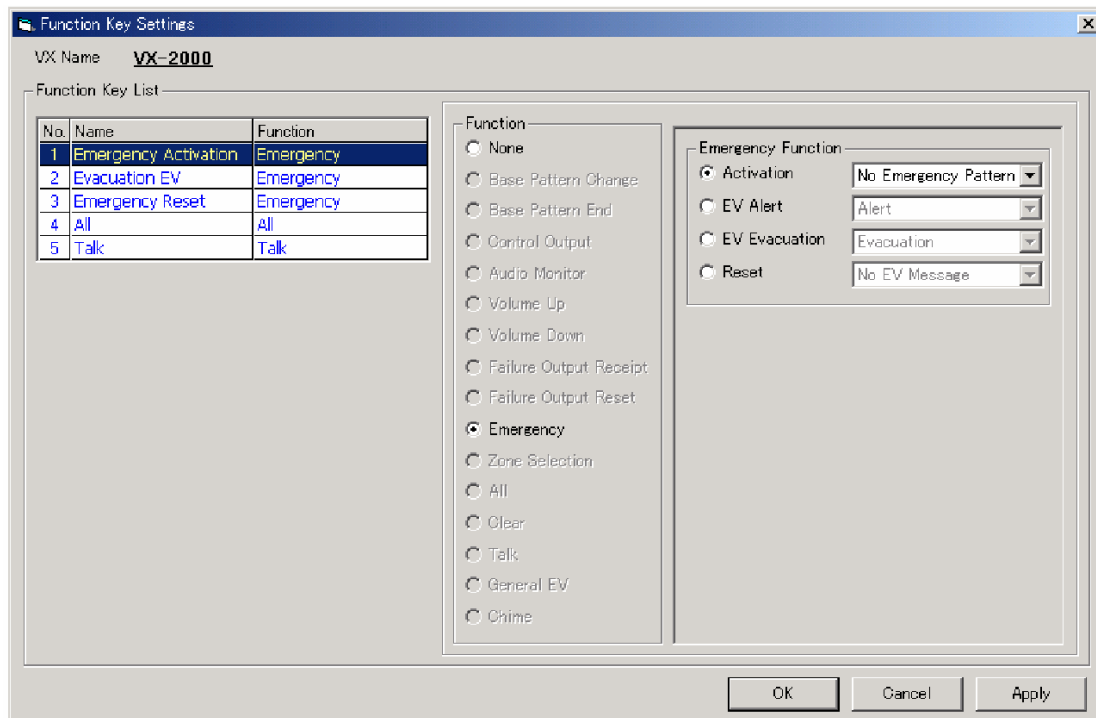 Function Key Settings
VX Name VX-2000
Function Key List
No. Name Function
1 Emergency Activation Emergency
2 Evacuation EV Emergency
3 Emergency Reset Emergency
4 All All
5 Talk Talk
Function
None
Base Pattern Change
Base Pattern End
Control Output
Audio Monitor
Volume Up
Volume Down
Failure Output Receipt
Failure Output Reset
Emergency
Zone Selection
All
Clear
Talk
General EV
Chime
Emergency Function
Activation No Emergency Pattern
EV Alert Alert
EV Evacuation Evacuation
Reset No EV Message
OK Cancel Apply